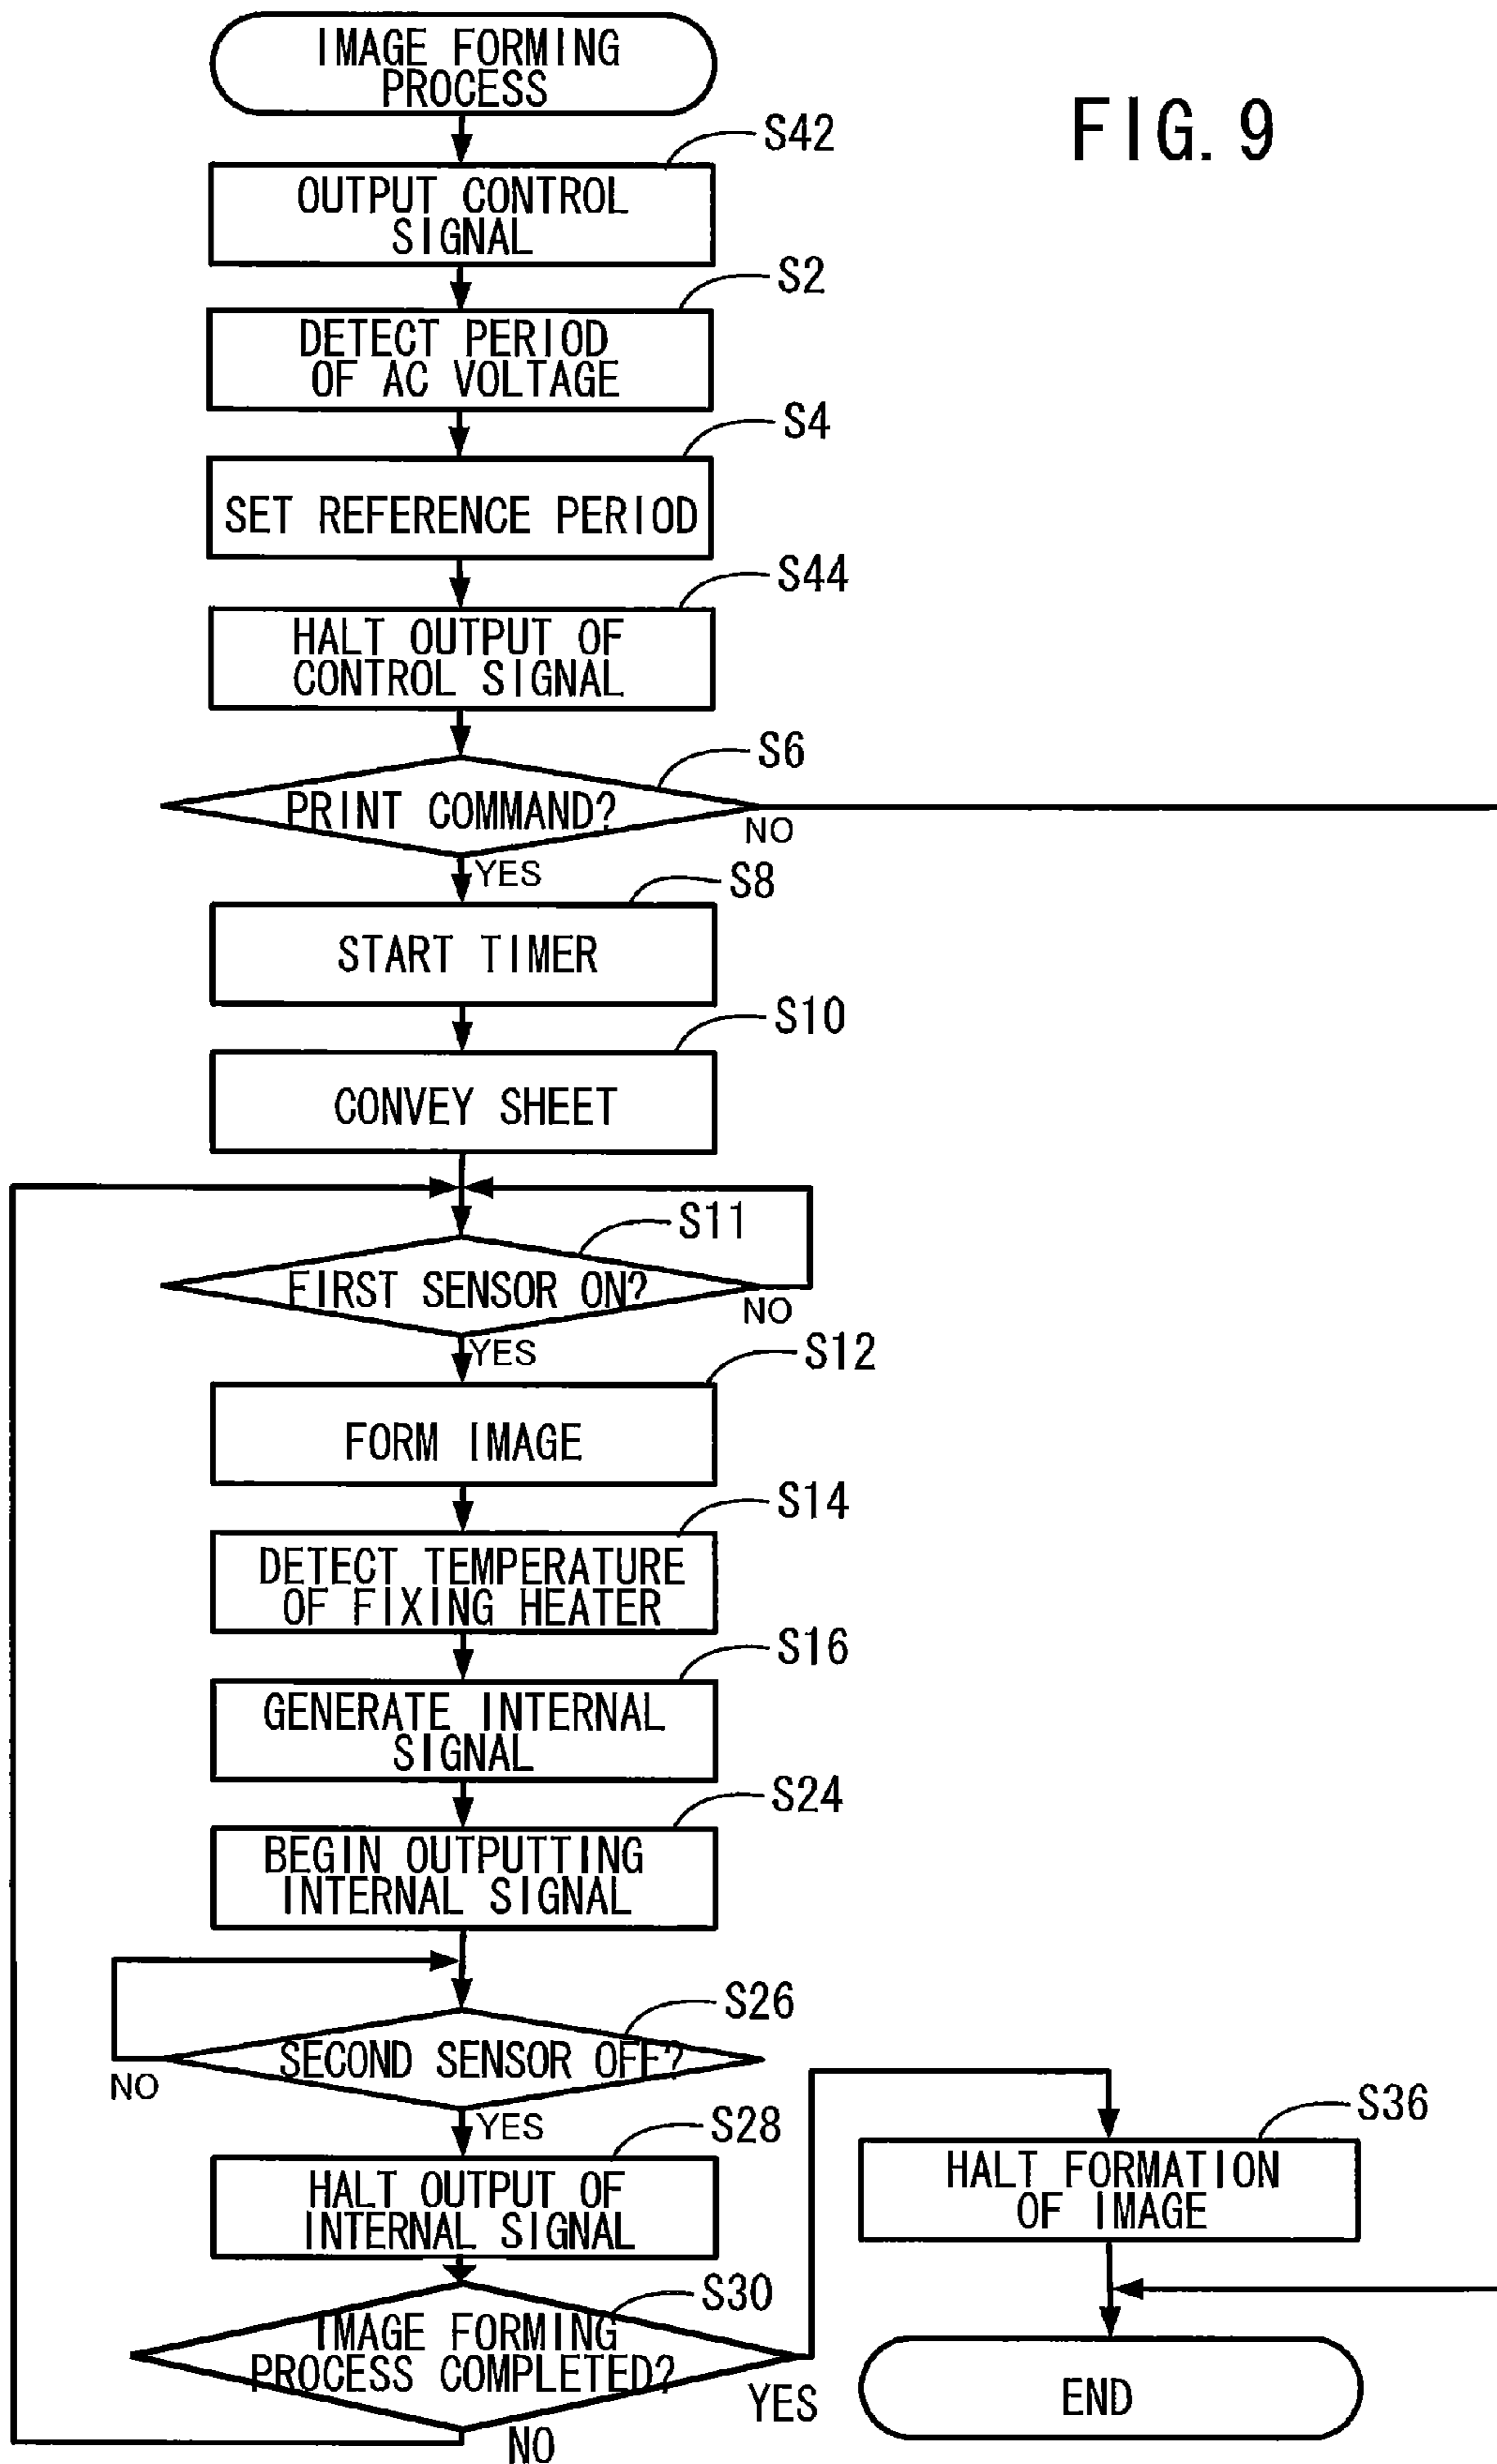 FIG. 9
IMAGE FORMING
PROCESS
S42
OUTPUT CONTROL
SIGNAL
S2
DETECT PERIOD
OF AC VOLTAGE
S4
SET REFERENCE PERIOD
S44
HALT OUTPUT OF
CONTROL SIGNAL
S6
PRINT COMMAND?
NO
YES
S8
START TIMER
S10
CONVEY SHEET
S11
FIRST SENSOR ON?
NO
YES
S12
FORM IMAGE
S14
DETECT TEMPERATURE
OF FIXING HEATER
S16
GENERATE INTERNAL
SIGNAL
S24
BEGIN OUTPUTTING
INTERNAL SIGNAL
S26
SECOND SENSOR OFF?
NO
YES
S28
HALT OUTPUT OF
INTERNAL SIGNAL
S30
IMAGE FORMING
PROCESS COMPLETED?
YES
NO
S36
HALT FORMATION
OF IMAGE
END